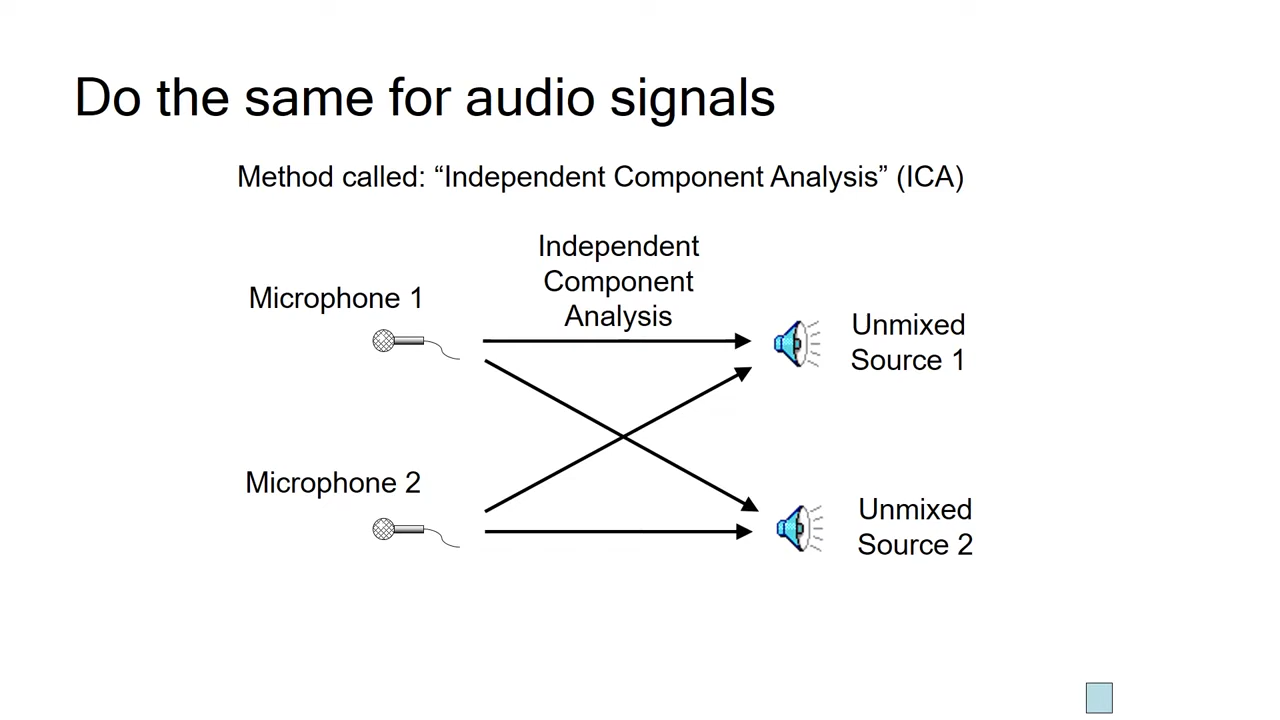 Do the same for audio signals
Method called: “Independent Component Analysis” (ICA)
Independent
Component
Analysis
Microphone 1
Unmixed
Source 1
Microphone 2
Unmixed
Source 2